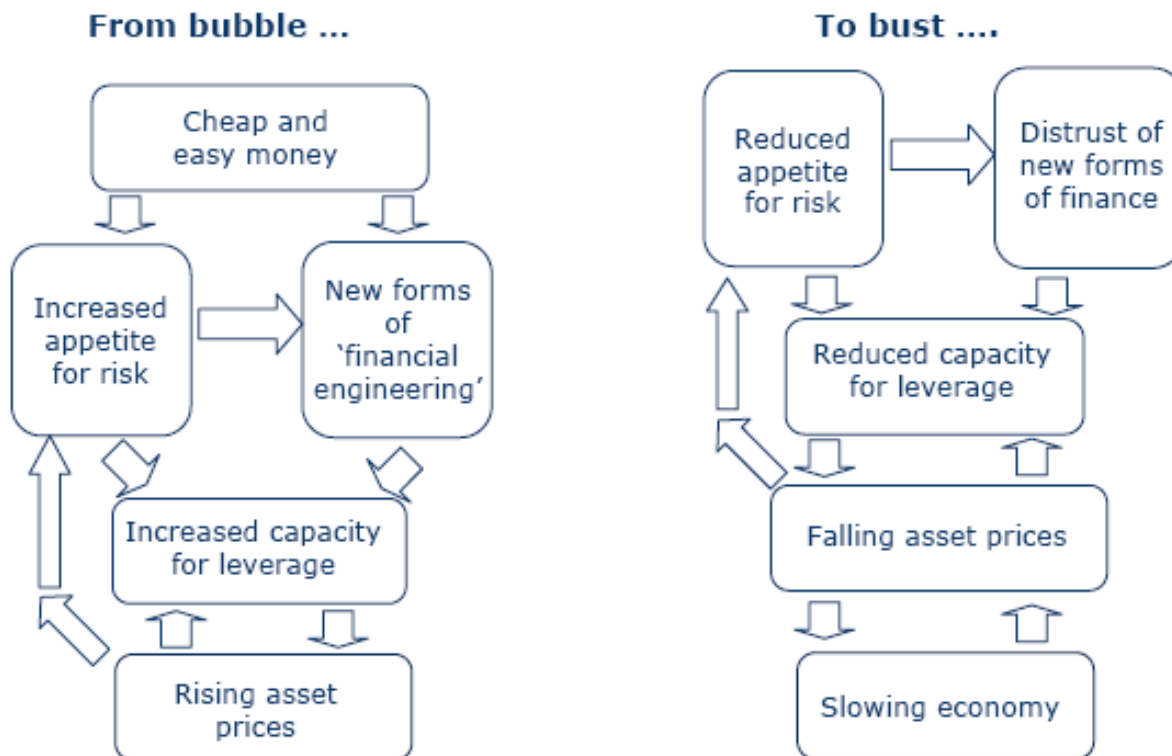 From bubble ...
Cheap and
easy money
Increased
appetite
for risk
New forms
of
‘financial
engineering’
Increased capacity
for leverage
Rising asset
prices
To bust ....
Reduced
appetite
for risk
Distrust of
new forms
of finance
Reduced capacity
for leverage
Falling asset prices
Slowing economy